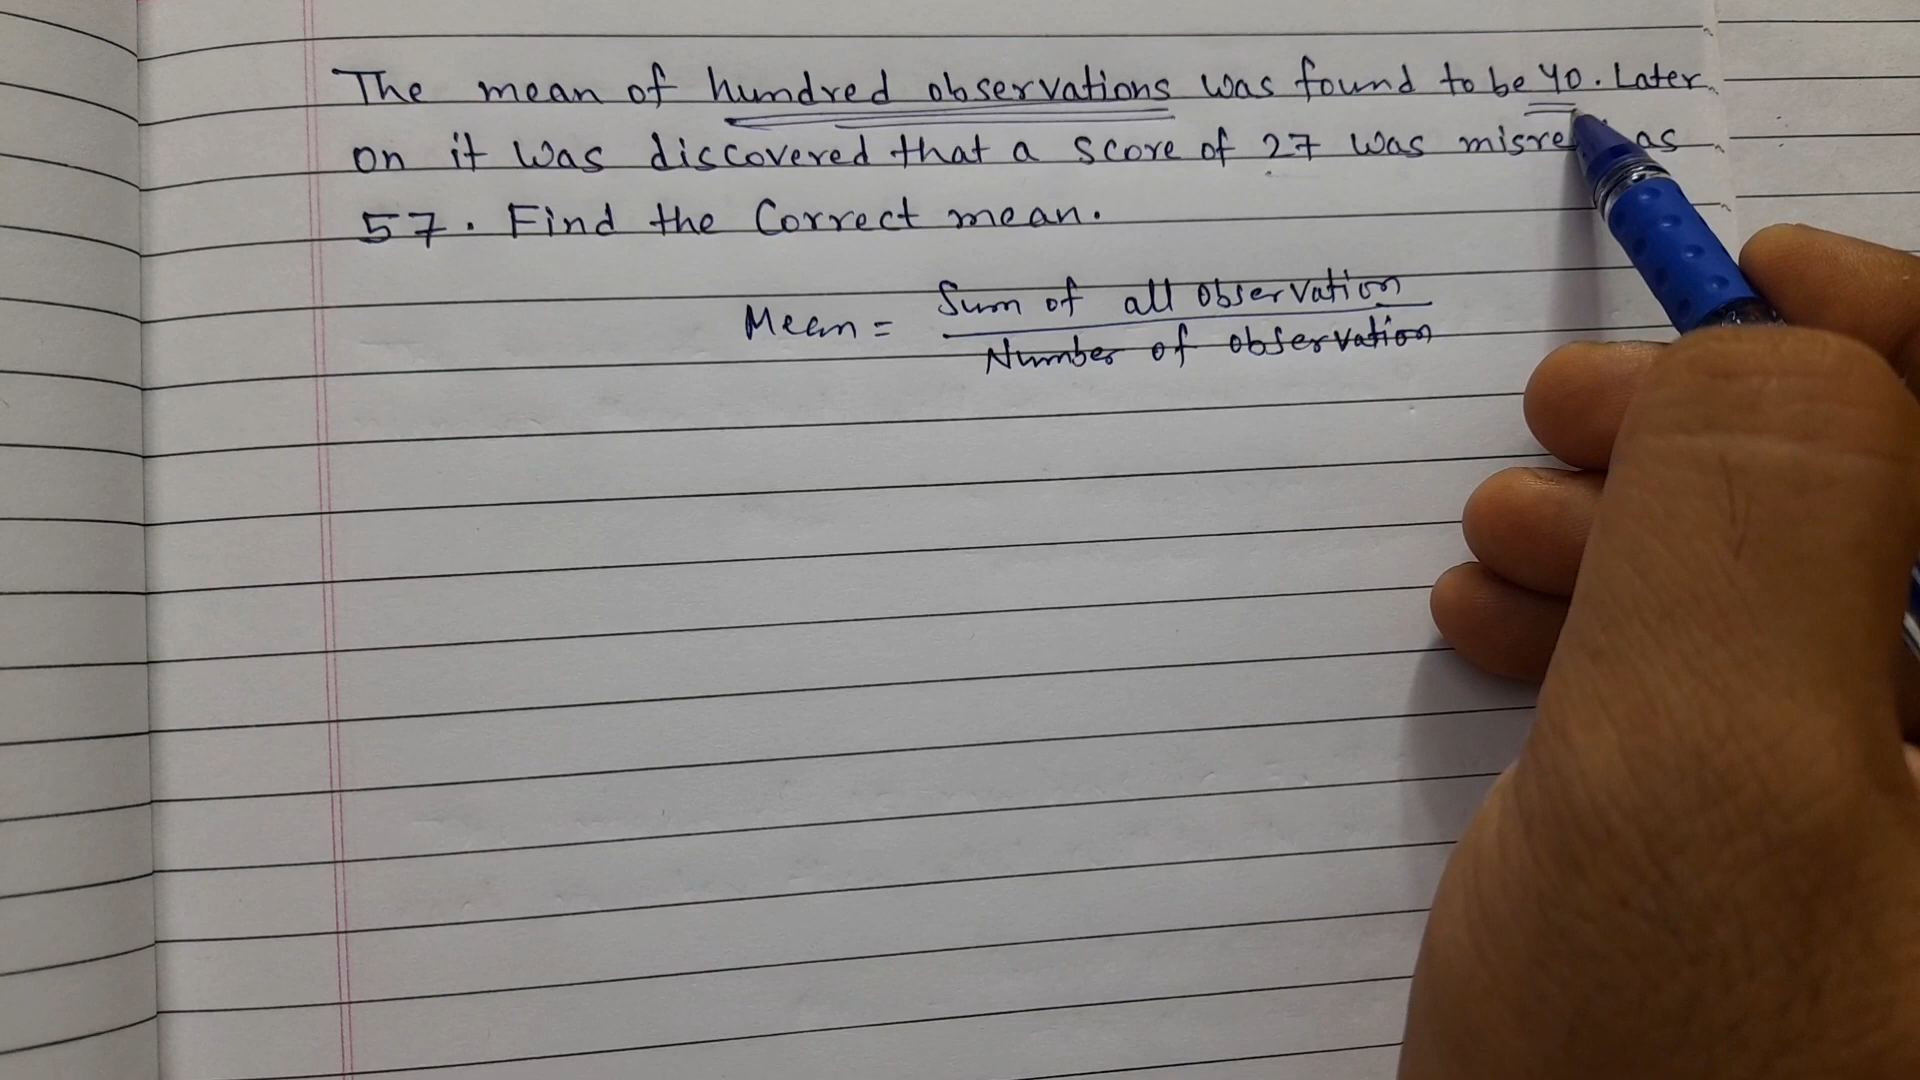 The mean of hundred observations was found to be 40. Later
on it was discovered that a score of 27 was as
57. Find the Correct mean.
Mean = Sum of all observation
Number of observation